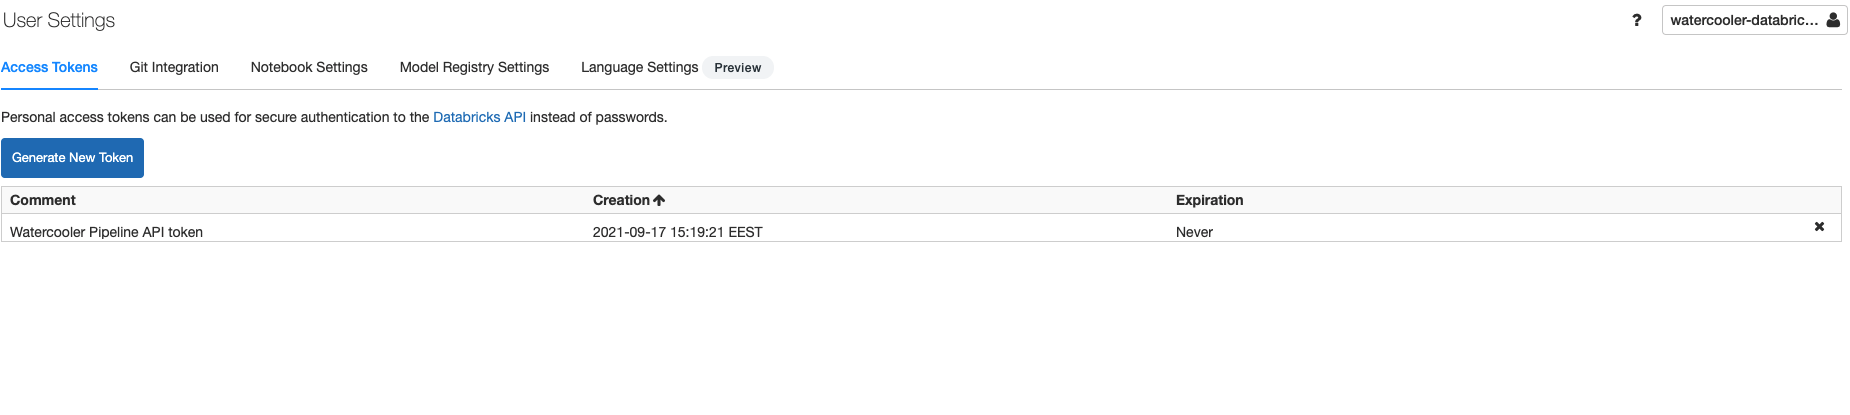 User Settings
? watercooler-databric...
Access Tokens Git Integration Notebook Settings Model Registry Settings Language Settings Preview
Personal access tokens can be used for secure authentication to the Databricks API instead of passwords.
Generate New Token
Comment Creation Expiration
Watercooler Pipeline API token 2021-09-17 15:19:21 EEST Never